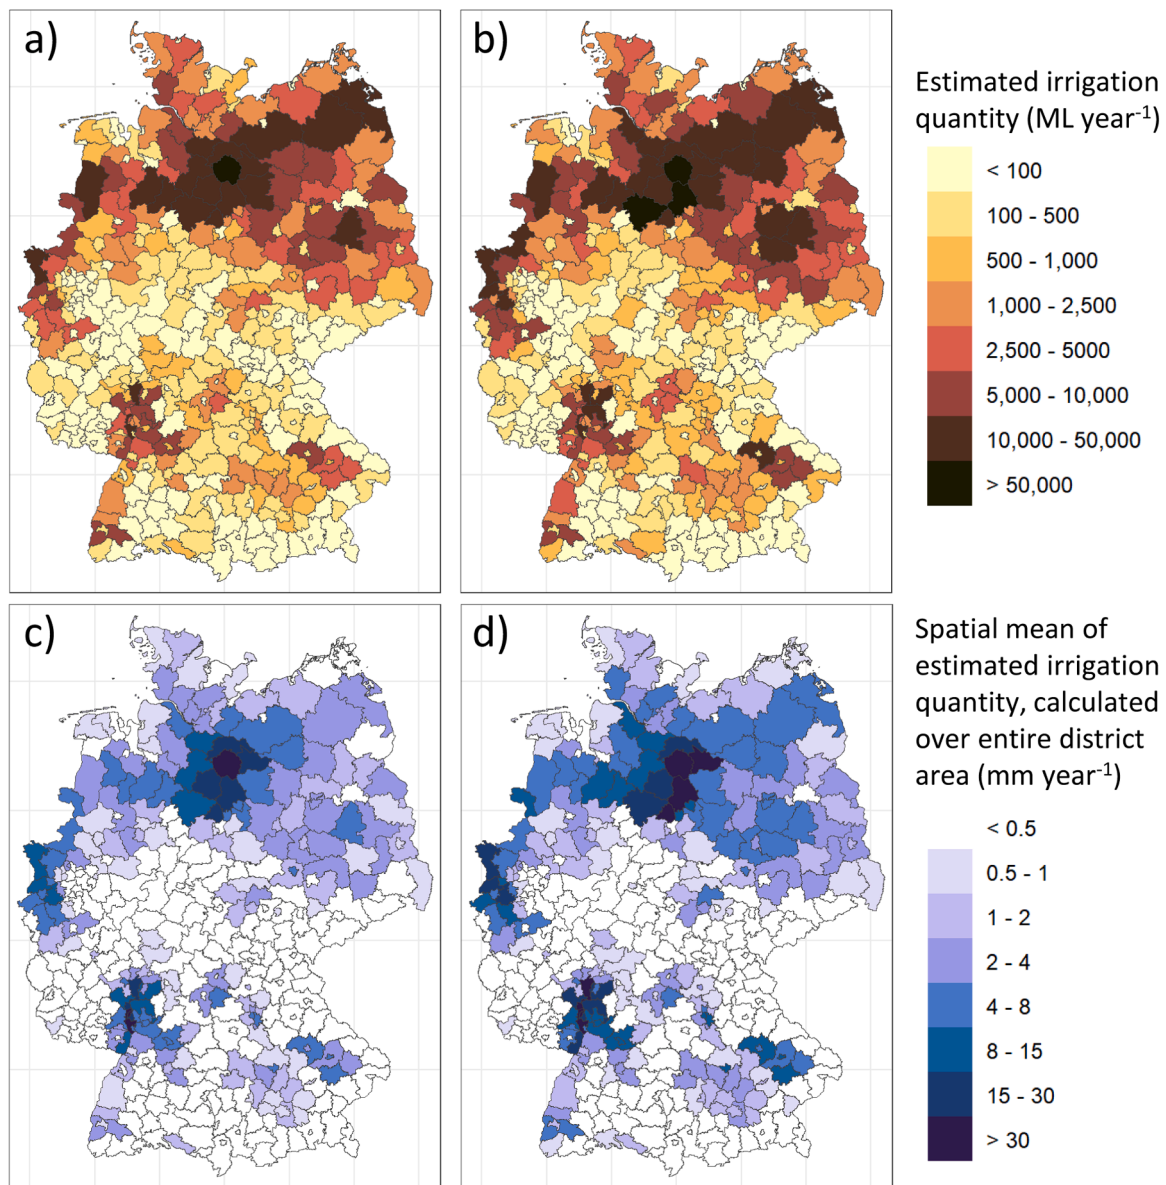 a)
b)
Estimated irrigation
quantity (ML year-1)
< 100
100 - 500
500 - 1,000
1,000 - 2,500
2,500 - 5000
5,000 - 10,000
10,000 - 50,000
> 50,000
c)
d)
Spatial mean of
estimated irrigation
quantity, calculated
over entire district
area (mm year-1)
< 0.5
0.5 - 1
1 - 2
2 - 4
4 - 8
8 - 15
15 - 30
> 30